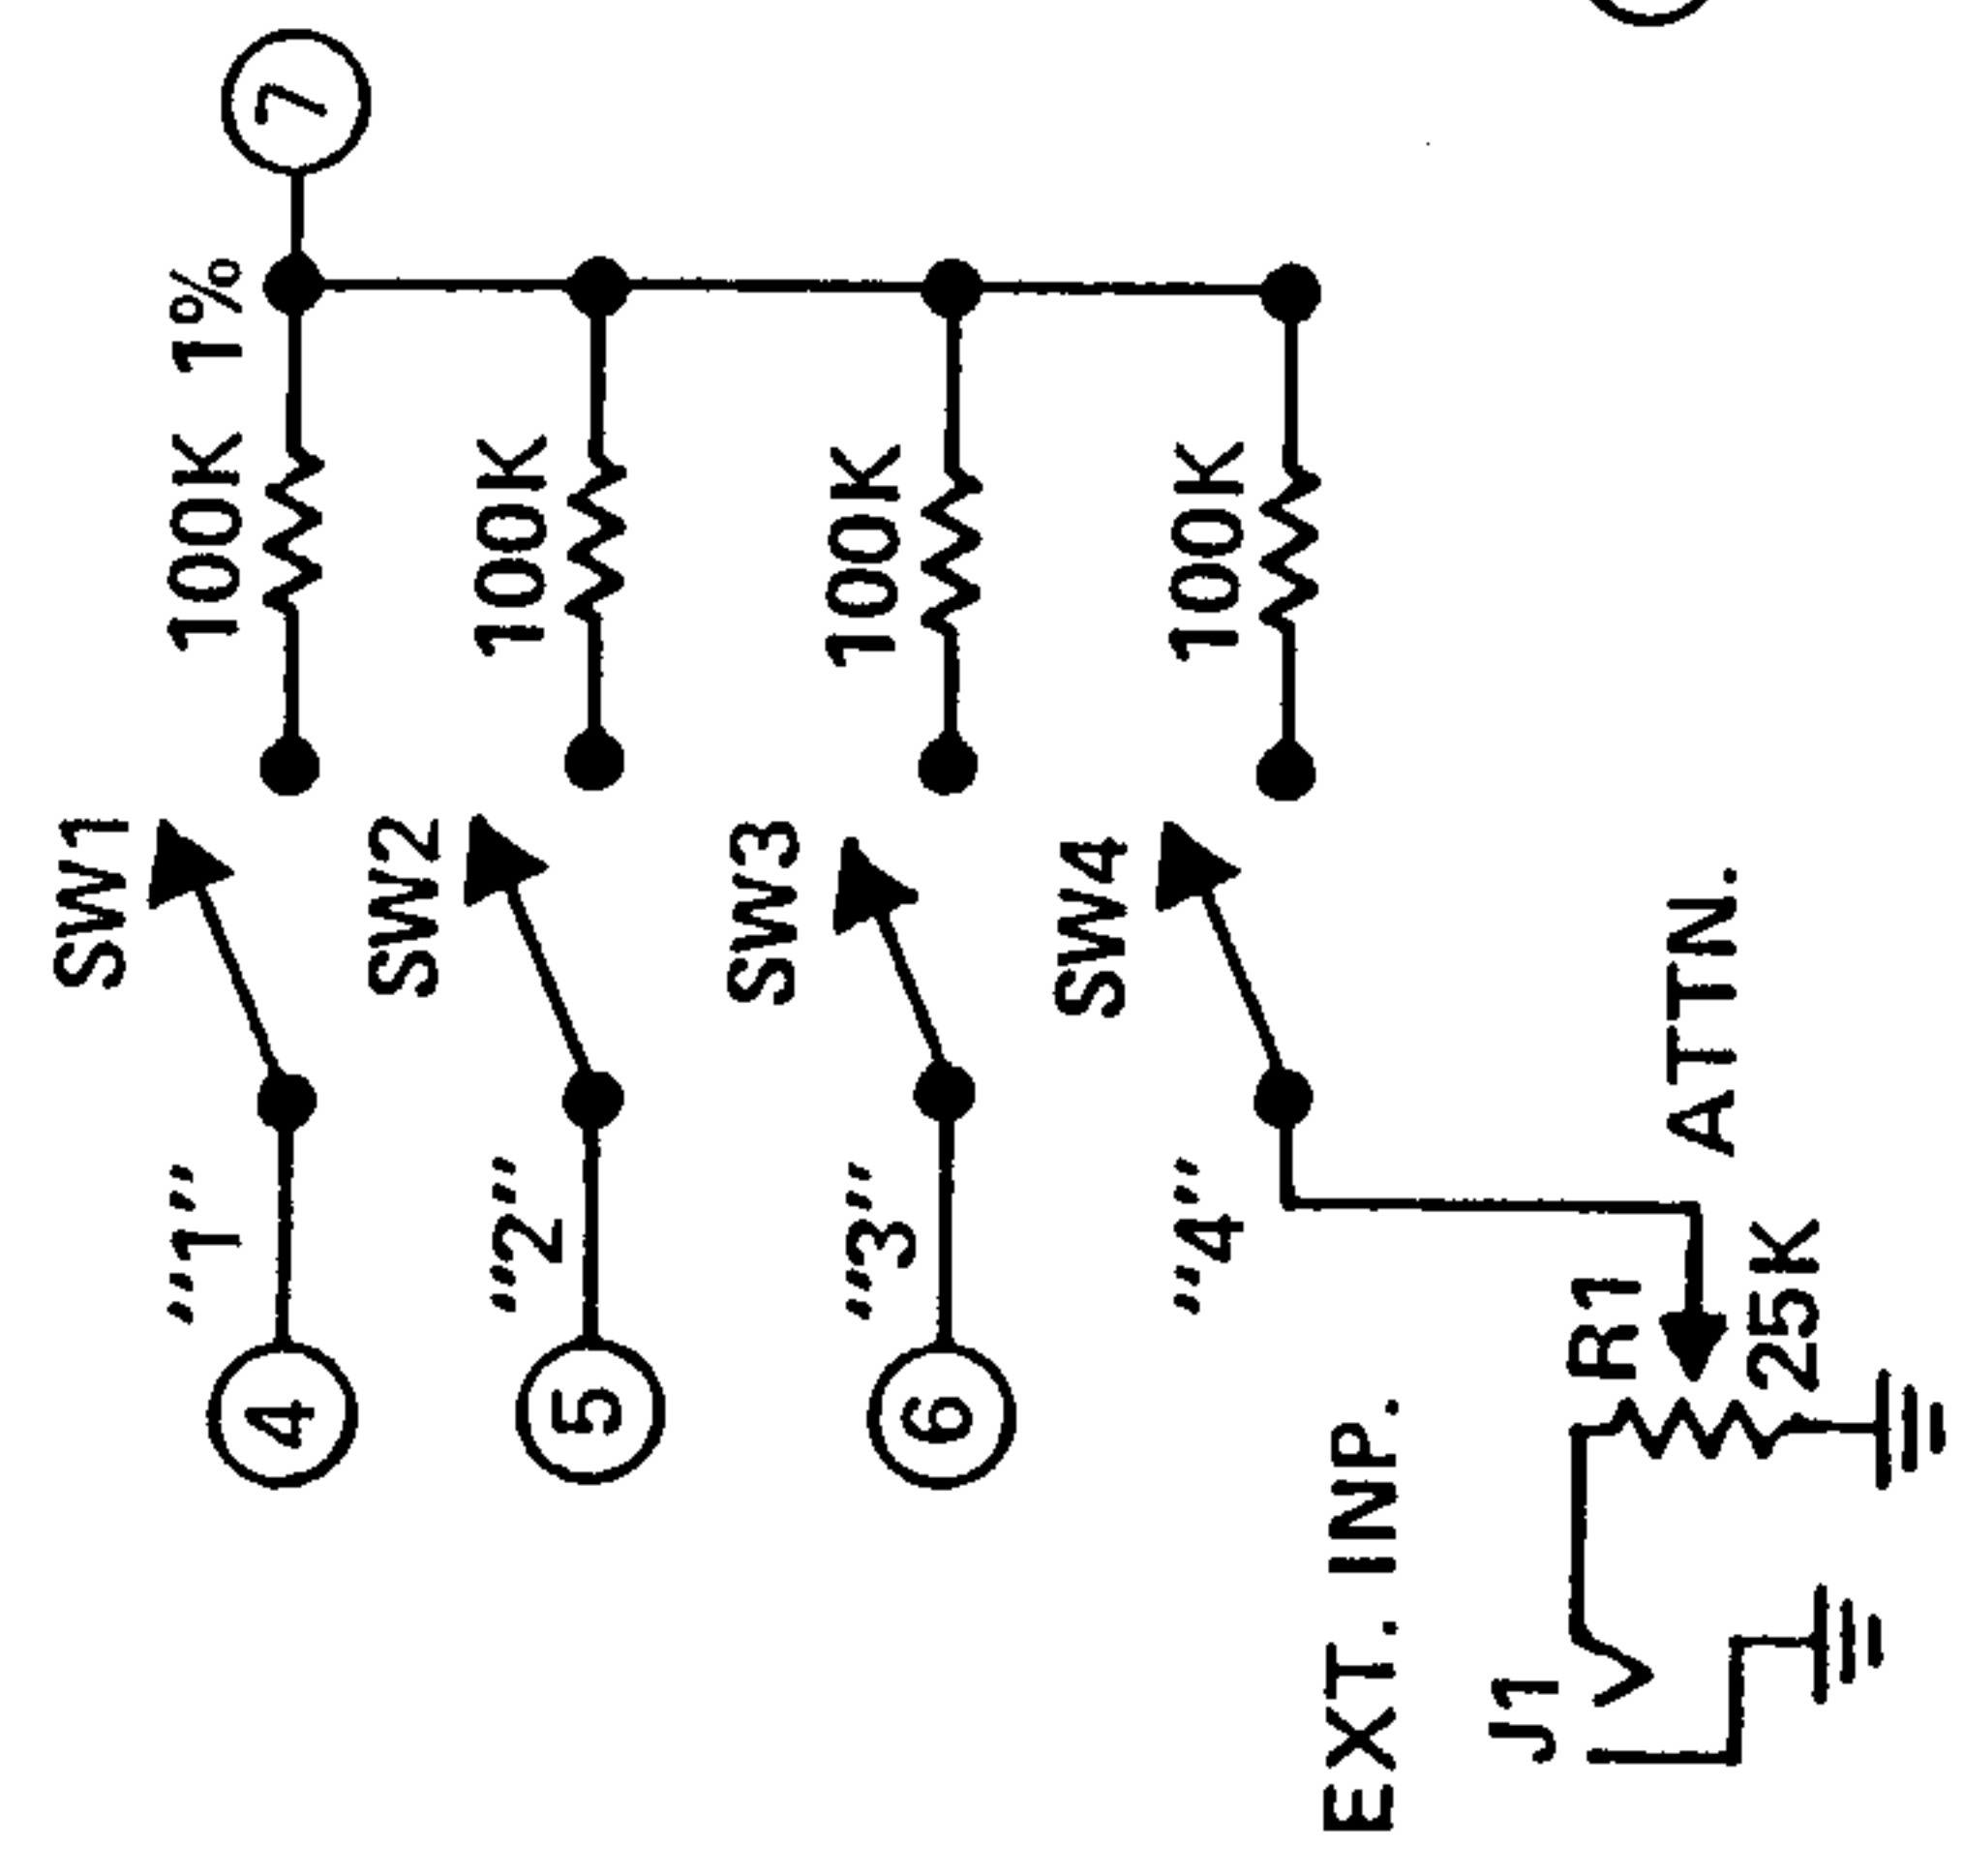 SW1
"1"
4
100K 1%
7
SW2
"2"
5
100K
SW3
"3"
6
100K
SW4
"4"
100K
EXT. INP.
J1
R1
25K
ATTN.